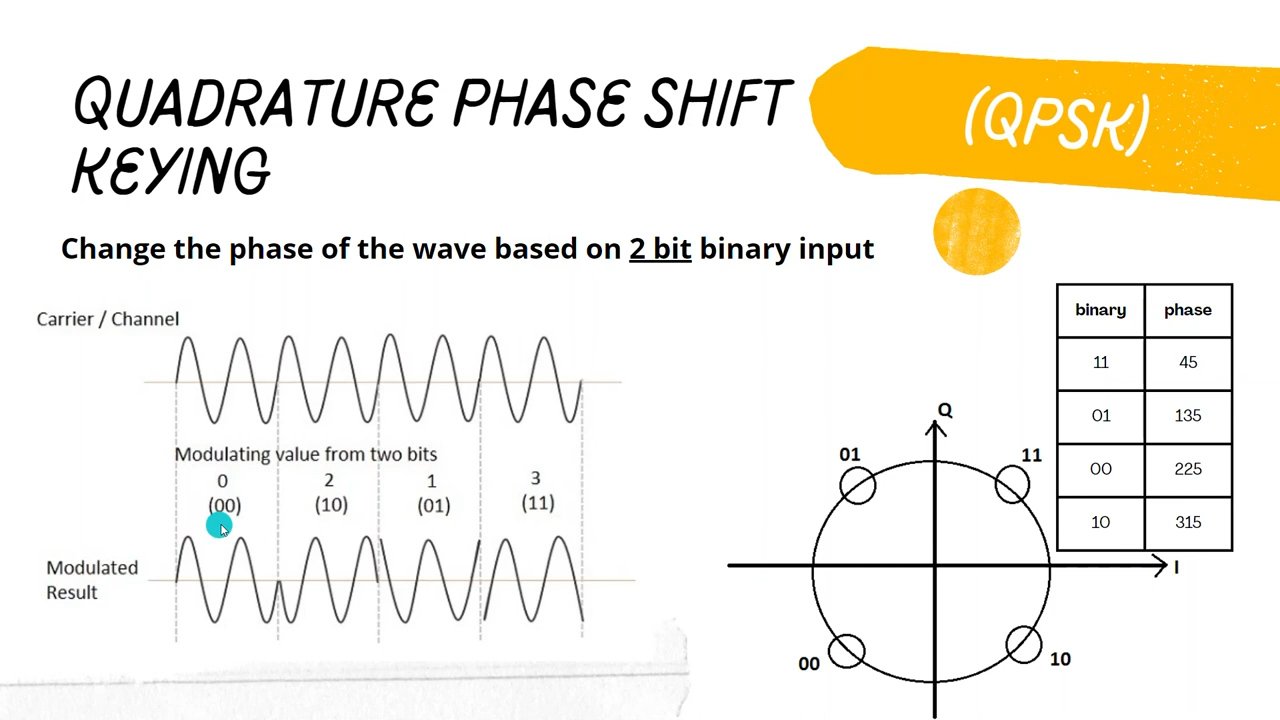 QUADRATURE PHASE SHIFT
KEYING
(QPSK)
Change the phase of the wave based on 2 bit binary input
Carrier / Channel
Modulating value from two bits
0 2 1 3
(00) (10) (01) (11)
Modulated
Result
binary phase
11 45
01 135
00 225
10 315
Q
01 11
I
00 10